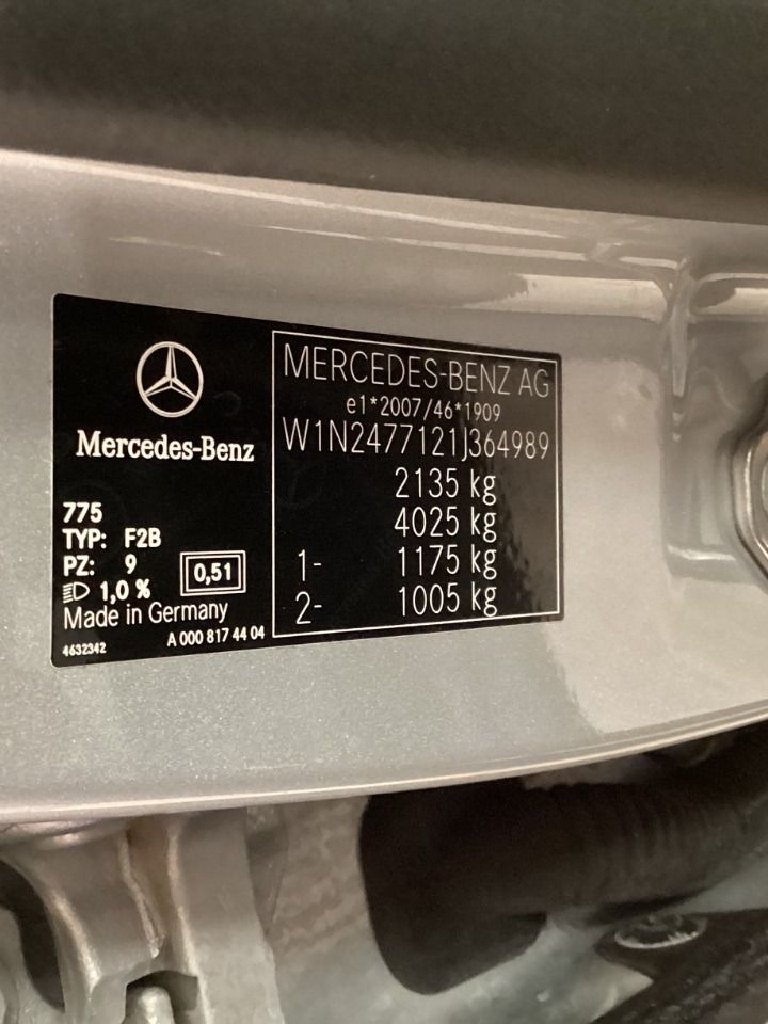 Mercedes-Benz
775
TYP: F2B
PZ: 9
1,0 %
0,51
Made in Germany
4632342
A 000 817 44 04
MERCEDES-BENZ AG
e1*2007/46*1909
W1N2477121J364989
2135 kg
4025 kg
1- 1175 kg
2- 1005 kg